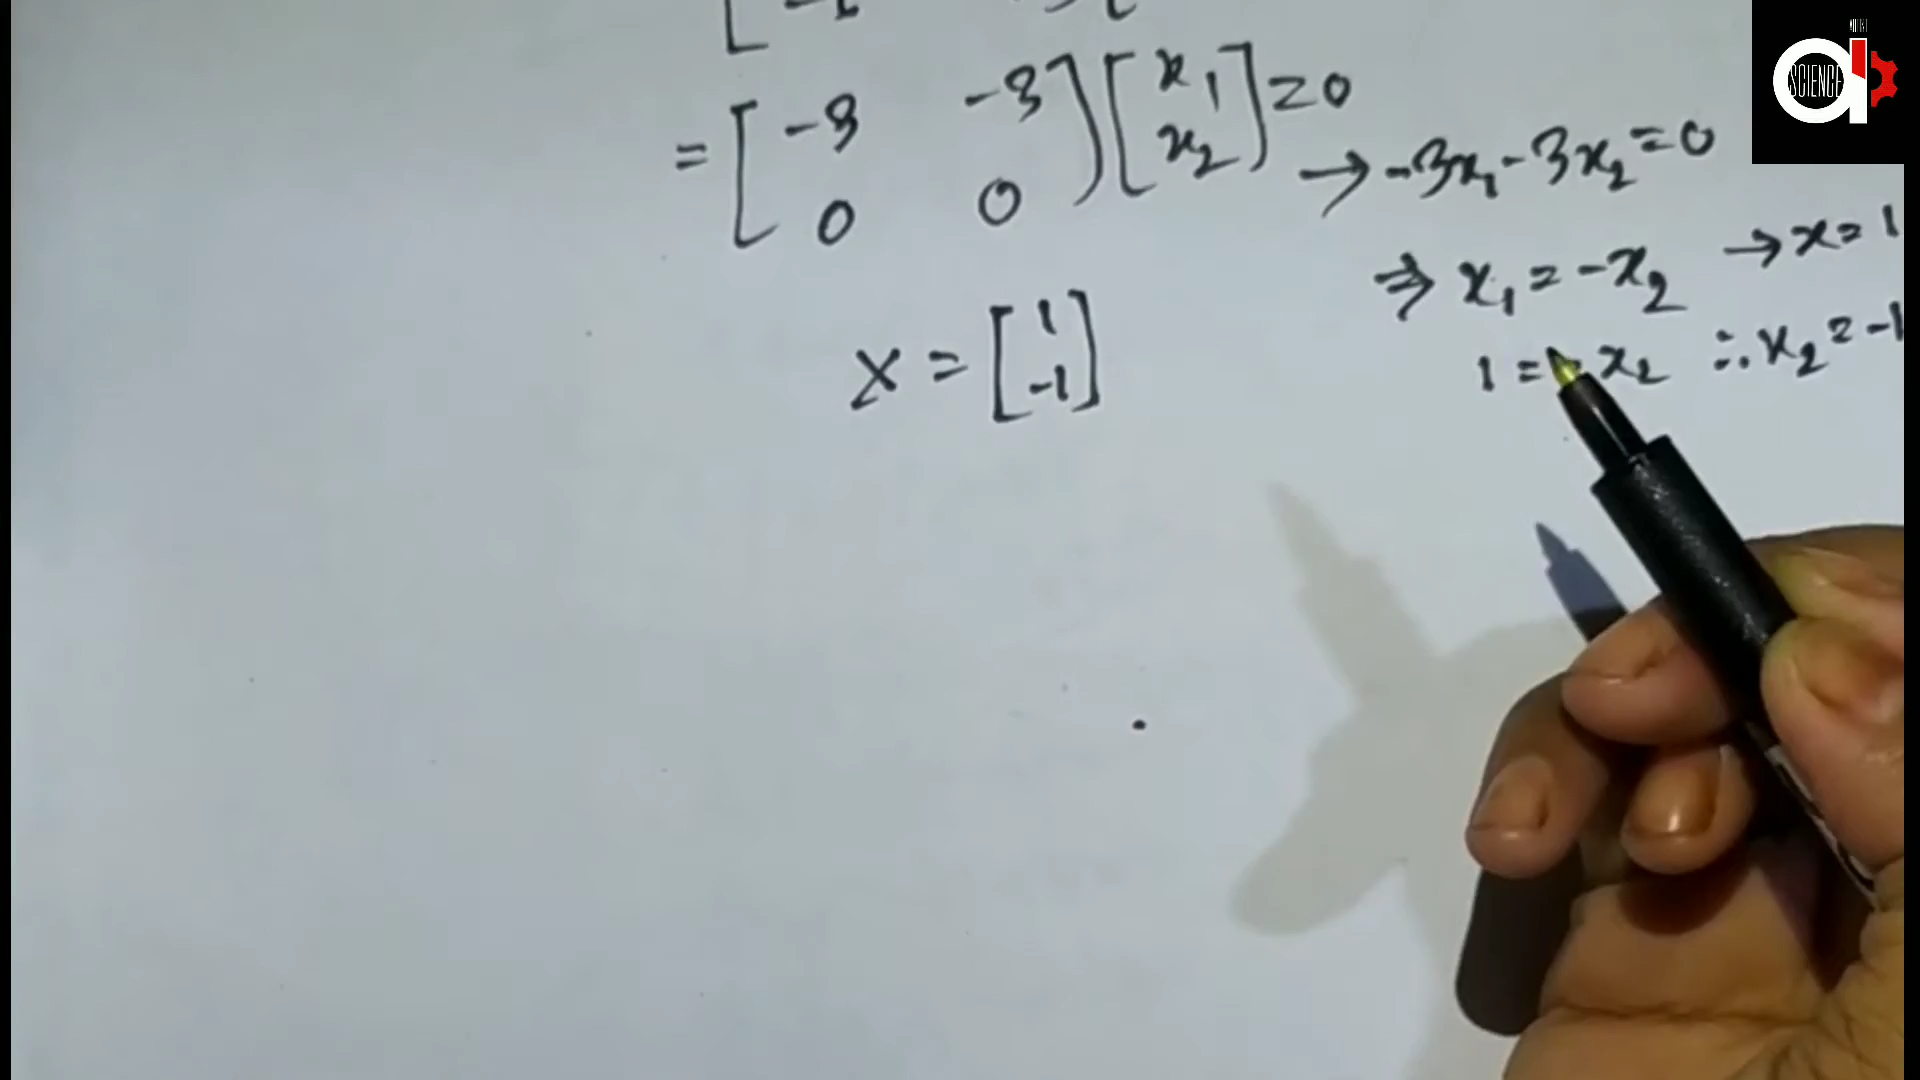 = [ -3 -3 ] [ x1 ] = 0
[ 0 0 ] [ x2 ]
→ -3x₁ - 3x₂ = 0
⇒ x₁ = -x₂ → x = 1
X = [ 1 ]
[ -1 ]
1 = x₂ ∴ x₂ = -1
SCIENCE